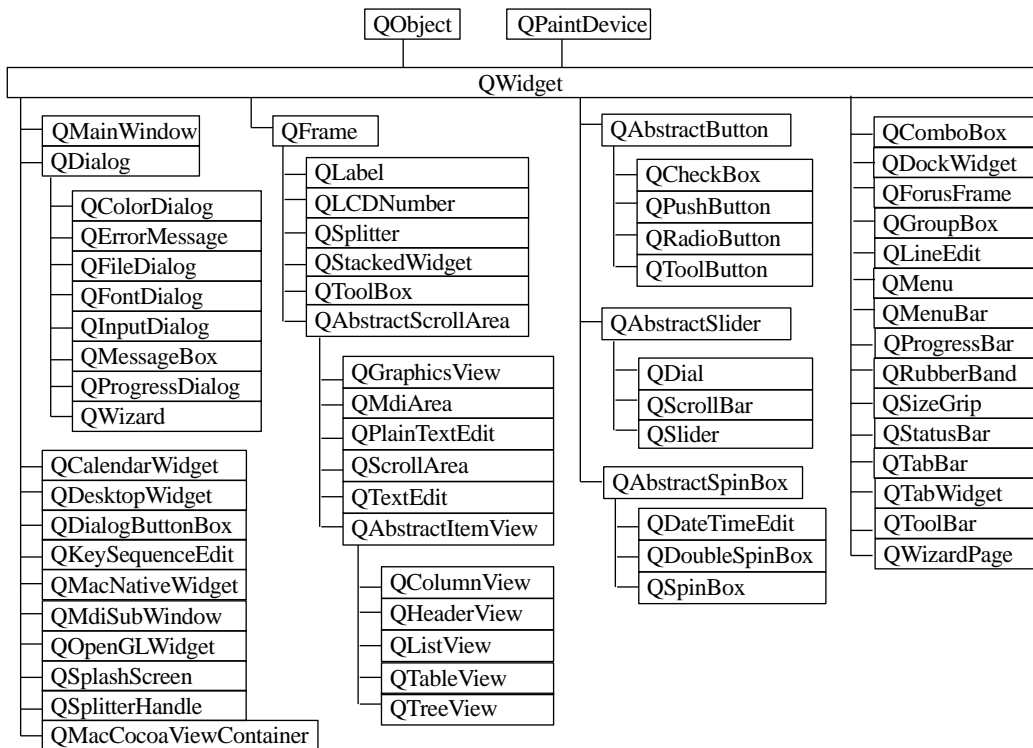 QObject
QPaintDevice
QWidget
QMainWindow
QDialog
QColorDialog
QErrorMessage
QFileDialog
QFontDialog
QInputDialog
QMessageBox
QProgressDialog
QWizard
QCalendarWidget
QDesktopWidget
QDialogButtonBox
QKeySequenceEdit
QMacNativeWidget
QMdiSubWindow
QOpenGLWidget
QSplashScreen
QSplitterHandle
QMacCocoaViewContainer
QFrame
QLabel
QLCDNumber
QSplitter
QStackedWidget
QToolBox
QAbstractScrollArea
QGraphicsView
QMdiArea
QPlainTextEdit
QScrollArea
QTextEdit
QAbstractItemView
QColumnView
QHeaderView
QListView
QTableView
QTreeView
QAbstractButton
QCheckBox
QPushButton
QRadioButton
QToolButton
QAbstractSlider
QDial
QScrollBar
QSlider
QAbstractSpinBox
QDateTimeEdit
QDoubleSpinBox
QSpinBox
QComboBox
QDockWidget
QForusFrame
QGroupBox
QLineEdit
QMenu
QMenuBar
QProgressBar
QRubberBand
QSizeGrip
QStatusBar
QTabBar
QTabWidget
QToolBar
QWizardPage